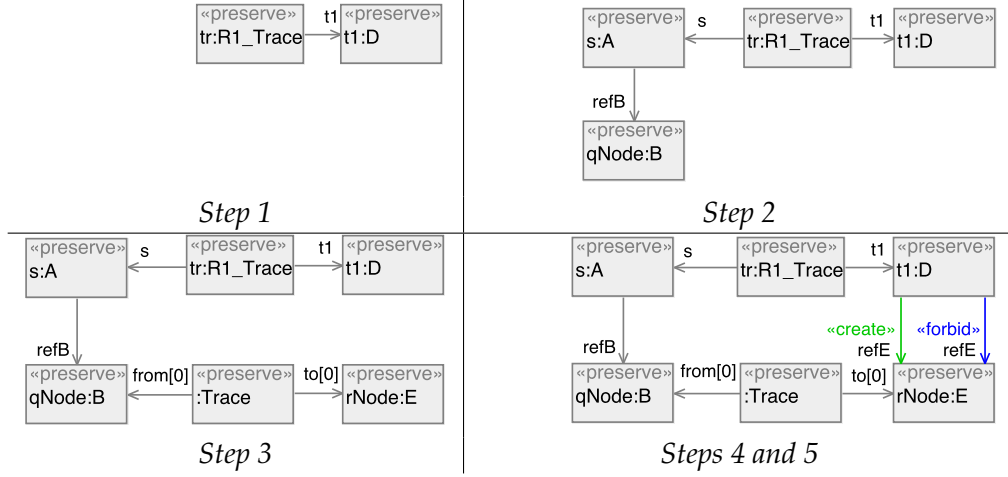 «preserve»
tr:R1_Trace
t1
«preserve»
t1:D
Step 1
«preserve»
s:A
s
«preserve»
tr:R1_Trace
t1
«preserve»
t1:D
refB
«preserve»
qNode:B
Step 2
«preserve»
s:A
s
«preserve»
tr:R1_Trace
t1
«preserve»
t1:D
refB
«preserve»
qNode:B
from[0]
«preserve»
:Trace
to[0]
«preserve»
rNode:E
Step 3
«preserve»
s:A
s
«preserve»
tr:R1_Trace
t1
«preserve»
t1:D
«create»
refE
«forbid»
refE
refB
«preserve»
qNode:B
from[0]
«preserve»
:Trace
to[0]
«preserve»
rNode:E
Steps 4 and 5